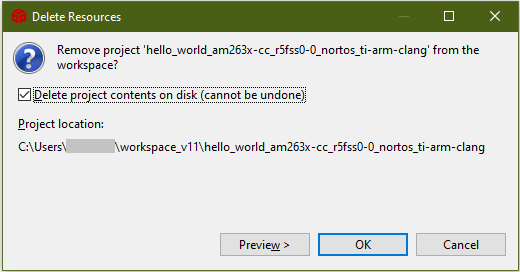 Delete Resources
Remove project 'hello_world_am263x-cc_r5fss0-0_nortos_ti-arm-clang' from the
workspace?
Delete project contents on disk (cannot be undone)
Project location:
C:\Users\ \workspace_v11\hello_world_am263x-cc_r5fss0-0_nortos_ti-arm-clang
Preview > OK Cancel